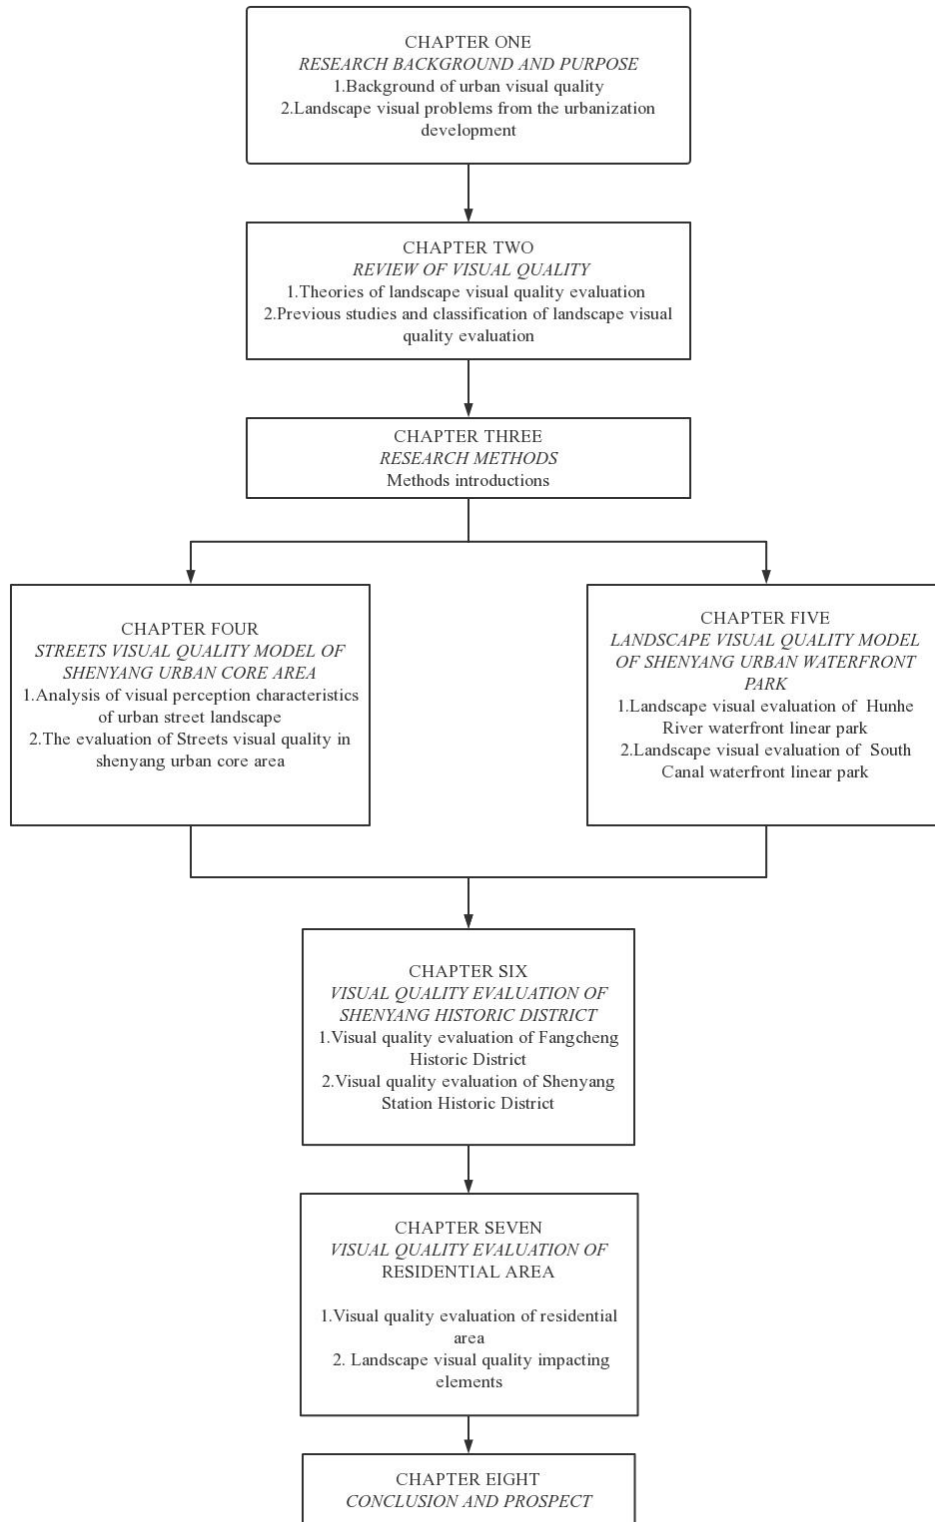 CHAPTER ONE
RESEARCH BACKGROUND AND PURPOSE
1.Background of urban visual quality
2.Landscape visual problems from the urbanization
development
CHAPTER TWO
REVIEW OF VISUAL QUALITY
1.Theories of landscape visual quality evaluation
2.Previous studies and classification of landscape visual
quality evaluation
CHAPTER THREE
RESEARCH METHODS
Methods introductions
CHAPTER FOUR
STREETS VISUAL QUALITY MODEL OF
SHENYANG URBAN CORE AREA
1.Analysis of visual perception characteristics
of urban street landscape
2.The evaluation of Streets visual quality in
shenyang urban core area
CHAPTER FIVE
LANDSCAPE VISUAL QUALITY MODEL
OF SHENYANG URBAN WATERFRONT
PARK
1.Landscape visual evaluation of Hunhe
River waterfront linear park
2.Landscape visual evaluation of South
Canal waterfront linear park
CHAPTER SIX
VISUAL QUALITY EVALUATION OF
SHENYANG HISTORIC DISTRICT
1.Visual quality evaluation of Fangcheng
Historic District
2.Visual quality evaluation of Shenyang
Station Historic District
CHAPTER SEVEN
VISUAL QUALITY EVALUATION OF
RESIDENTIAL AREA
1.Visual quality evaluation of residential
area
2. Landscape visual quality impacting
elements
CHAPTER EIGHT
CONCLUSION AND PROSPECT